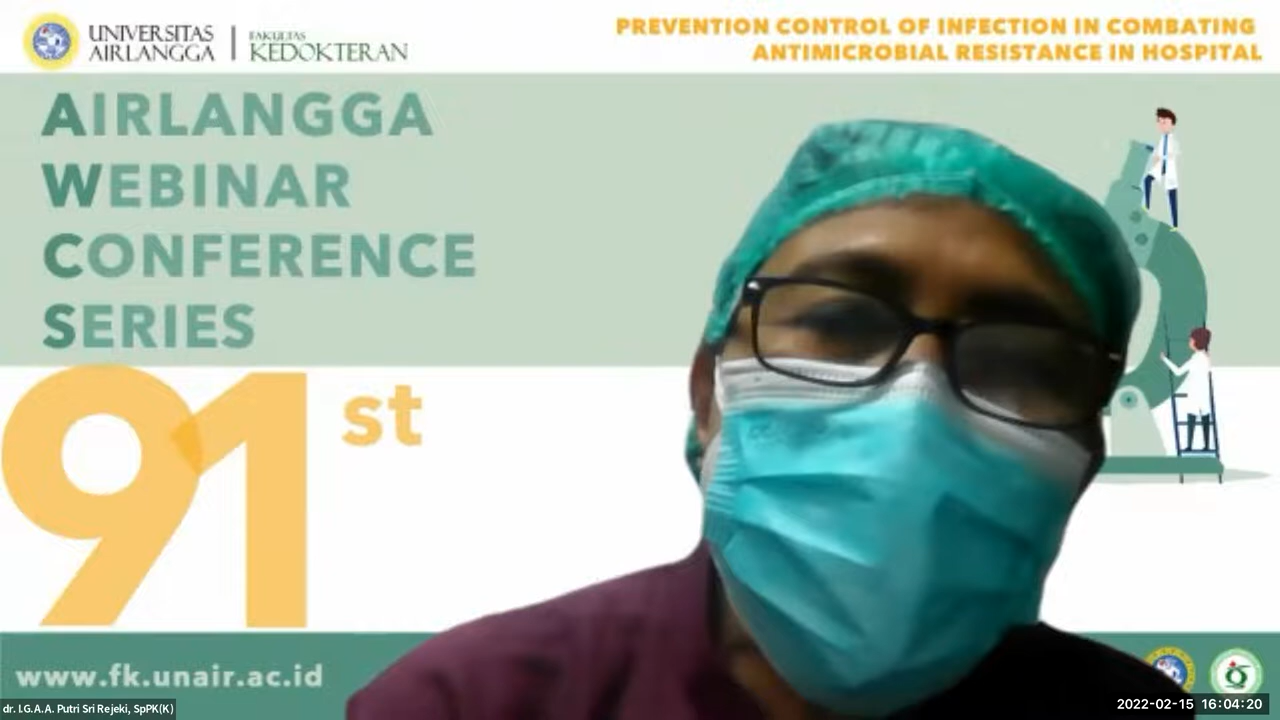 UNIVERSITAS
AIRLANGGA
FAKULTAS
KEDOKTERAN
PREVENTION CONTROL OF INFECTION IN COMBATING
ANTIMICROBIAL RESISTANCE IN HOSPITAL
AIRLANGGA
WEBINAR
CONFERENCE
SERIES
91st
www.fk.unair.ac.id
dr. I.G.A.A. Putri Sri Rejeki, SpPK(K)
2022-02-15 16:04:20